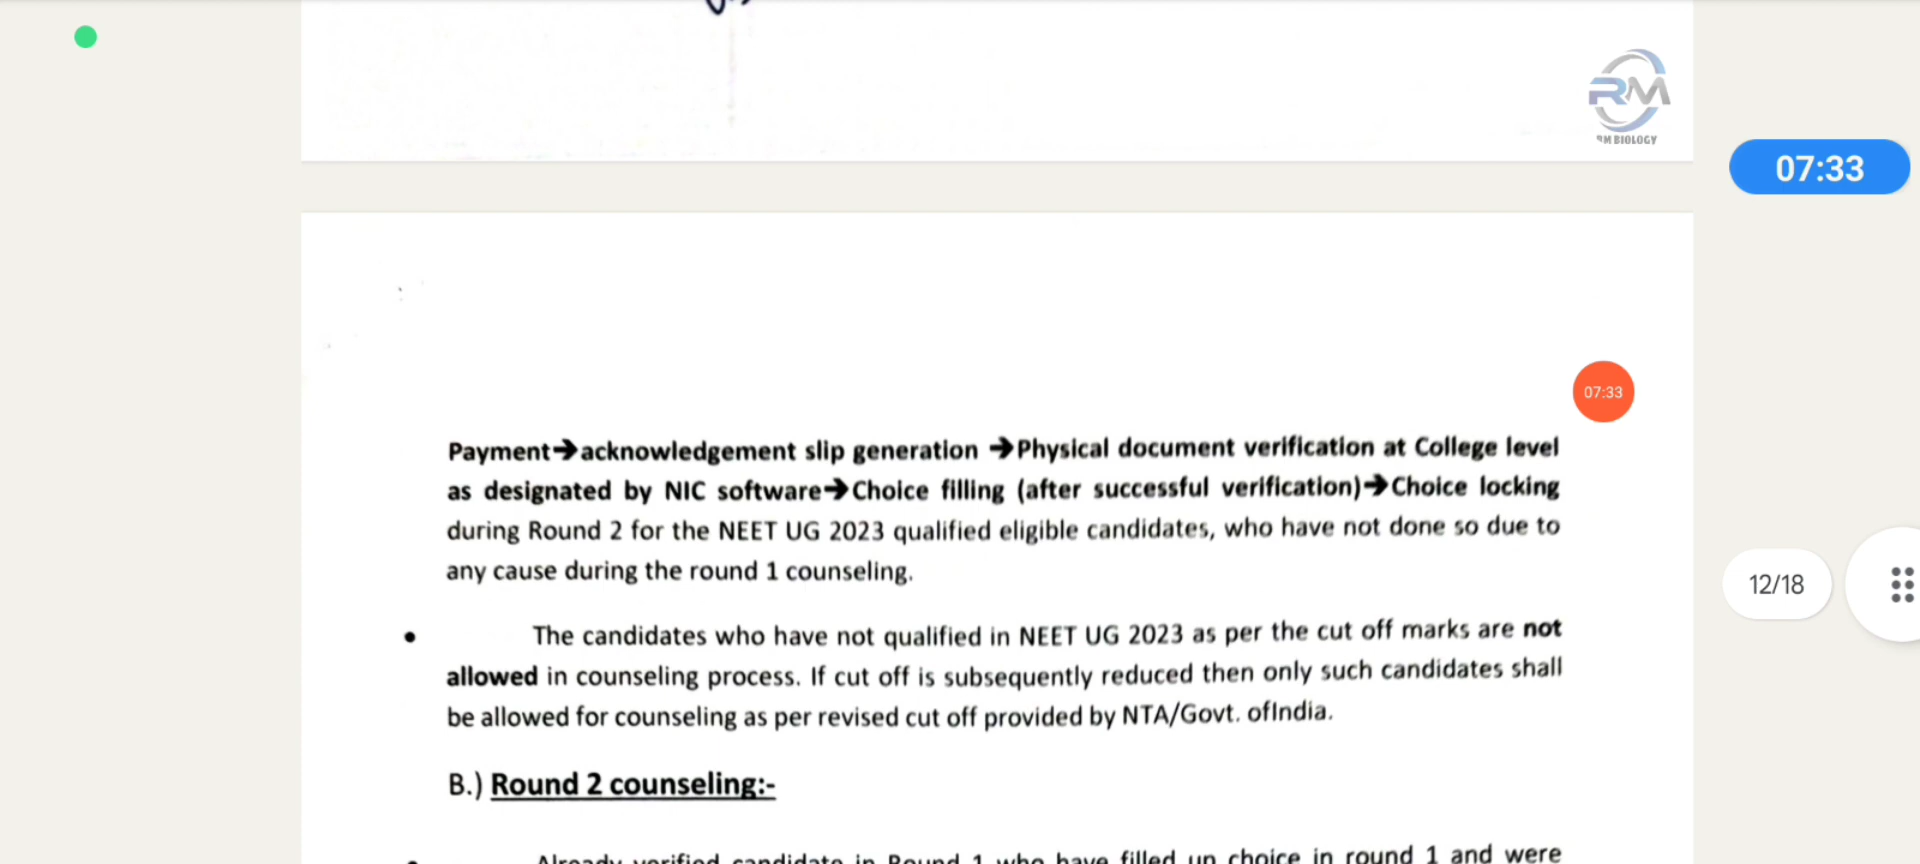 RM
RM BIOLOGY
07:33
07:33
Payment➔acknowledgement slip generation ➔Physical document verification at College level
as designated by NIC software➔Choice filling (after successful verification)➔Choice locking
during Round 2 for the NEET UG 2023 qualified eligible candidates, who have not done so due to
any cause during the round 1 counseling.
12/18
• The candidates who have not qualified in NEET UG 2023 as per the cut off marks are not
allowed in counseling process. If cut off is subsequently reduced then only such candidates shall
be allowed for counseling as per revised cut off provided by NTA/Govt. ofIndia.
B.) Round 2 counseling:-
Already verified candidate in Round 1 who have filled up choice in round 1 and were